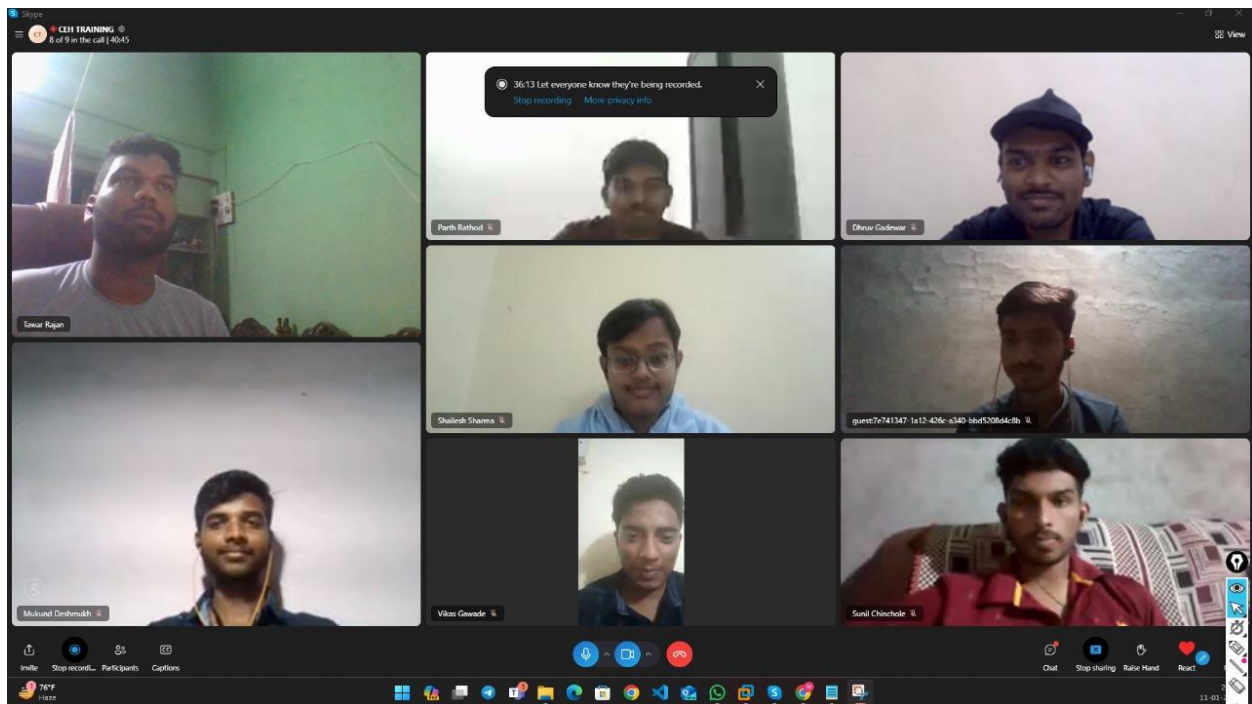 Skype
CT
CEH TRAINING
8 of 9 in the call | 40:45
View
36:13 Let everyone know they're being recorded.
Stop recording More privacy info
Parth Rathod
Dhruv Gadewar
Tawar Rajan
Shailesh Sharma
guest:7e741347-1a12-426c-a340-bbd5208d4c8b
Mukund Deshmukh
Vikas Gawade
Sunil Chinchole
Invite Stop recordi... Participants Captions
Chat Stop sharing Raise Hand React
76°F
Haze